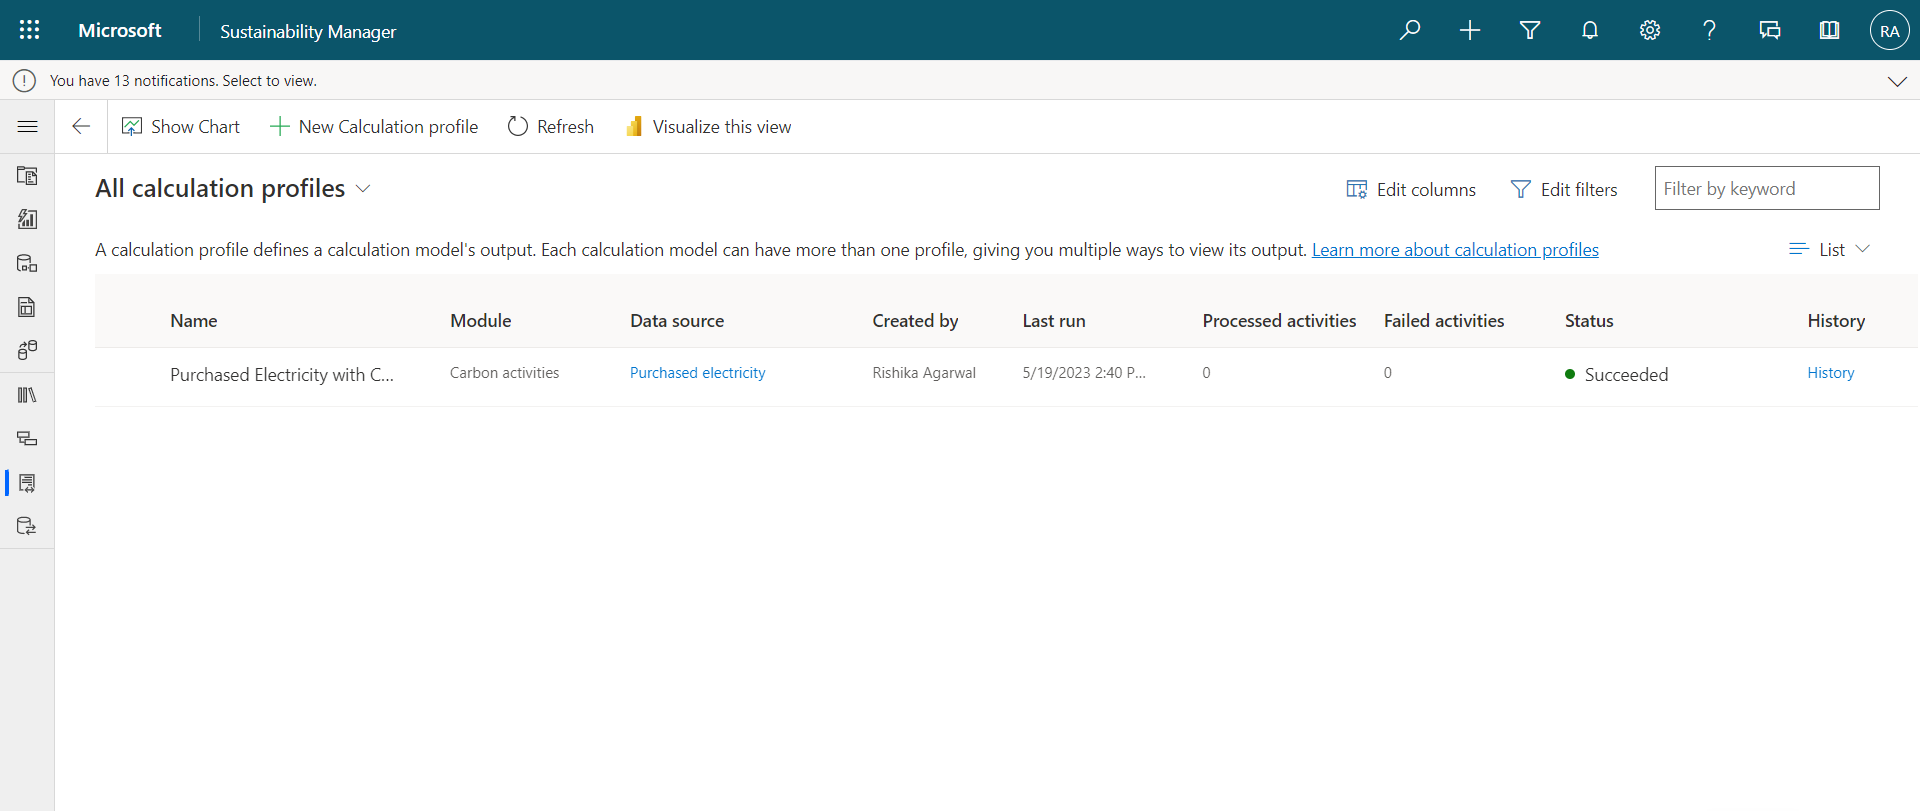 Microsoft Sustainability Manager RA
You have 13 notifications. Select to view.
Show Chart New Calculation profile Refresh Visualize this view
All calculation profiles Edit columns Edit filters Filter by keyword
A calculation profile defines a calculation model's output. Each calculation model can have more than one profile, giving you multiple ways to view its output. Learn more about calculation profiles List
Name Module Data source Created by Last run Processed activities Failed activities Status History
Purchased Electricity with C... Carbon activities Purchased electricity Rishika Agarwal 5/19/2023 2:40 P... 0 0 Succeeded History